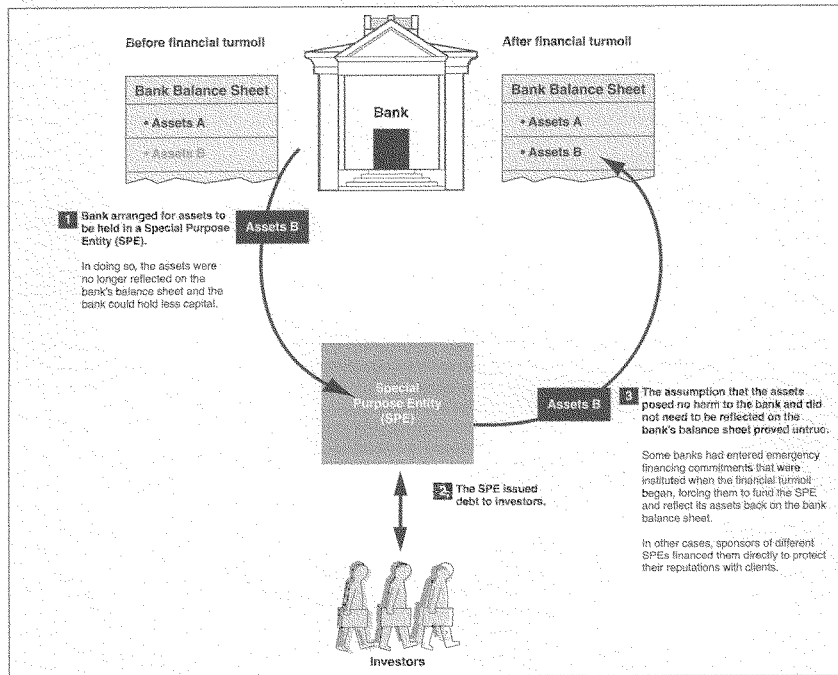 Before financial turmoil
After financial turmoil
Bank Balance Sheet
• Assets A
• Assets B
Bank
Bank Balance Sheet
• Assets A
• Assets B
1 Bank arranged for assets to
be held in a Special Purpose
Entity (SPE).
In doing so, the assets were
no longer reflected on the
bank's balance sheet and the
bank could hold less capital.
Assets B
Special
Purpose Entity
(SPE)
Assets B
2 The SPE issued
debt to investors.
3 The assumption that the assets
posed no harm to the bank and did
not need to be reflected on the
bank's balance sheet proved untrue.
Some banks had entered emergency
financing commitments that were
instituted when the financial turmoil
began, forcing them to fund the SPE
and reflect its assets back on the bank
balance sheet.
In other cases, sponsors of different
SPEs financed them directly to protect
their reputations with clients.
Investors